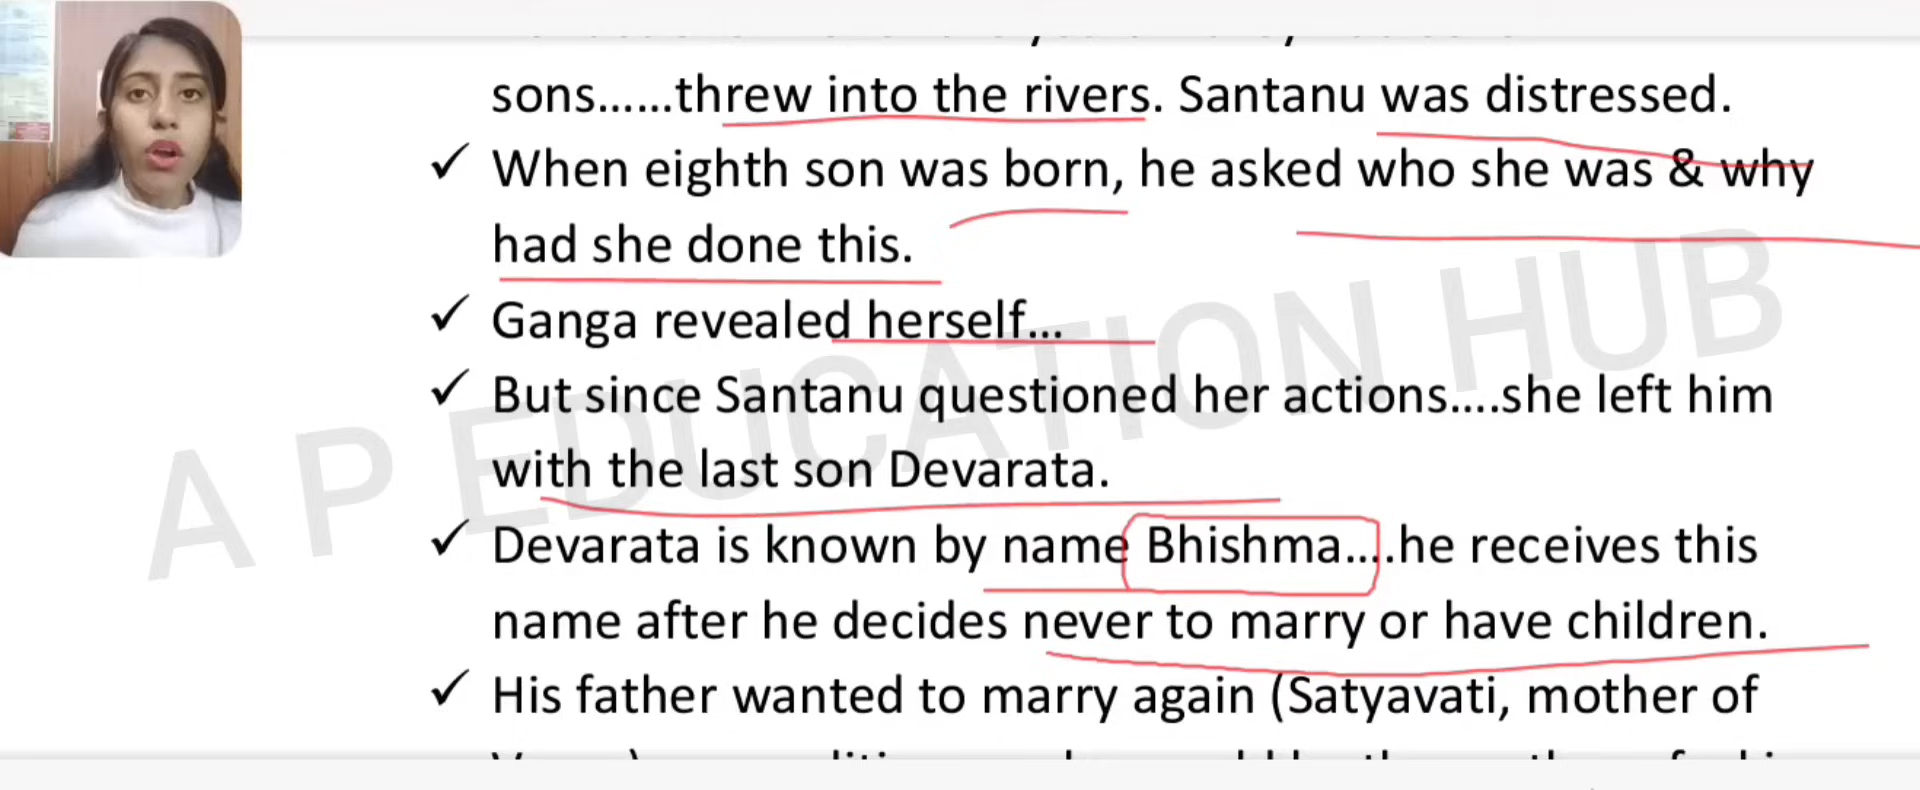 sons......threw into the rivers. Santanu was distressed.
✓ When eighth son was born, he asked who she was & why
had she done this.
✓ Ganga revealed herself...
✓ But since Santanu questioned her actions....she left him
with the last son Devarata.
✓ Devarata is known by name Bhishma....he receives this
name after he decides never to marry or have children.
✓ His father wanted to marry again (Satyavati, mother of
A P EDUCATION HUB